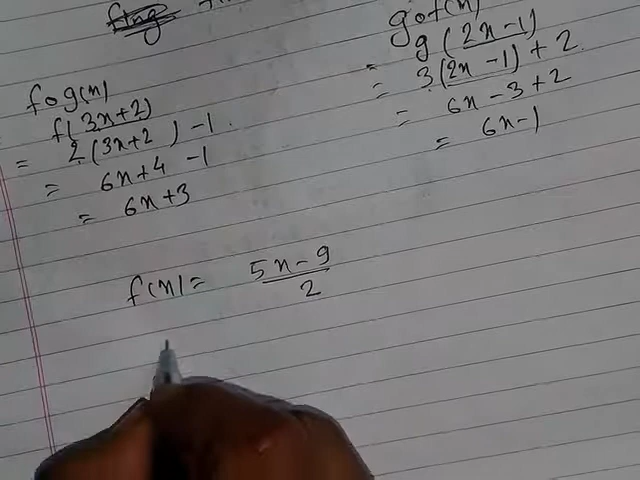 fog(x)
f(3x+2)
= 2(3x+2) - 1
= 6x+4 -1
= 6x+3
gof(x)
g(2x-1)
= 3(2x-1)+2
= 6x-3+2
= 6x-1
f(x) = 5x-9
2